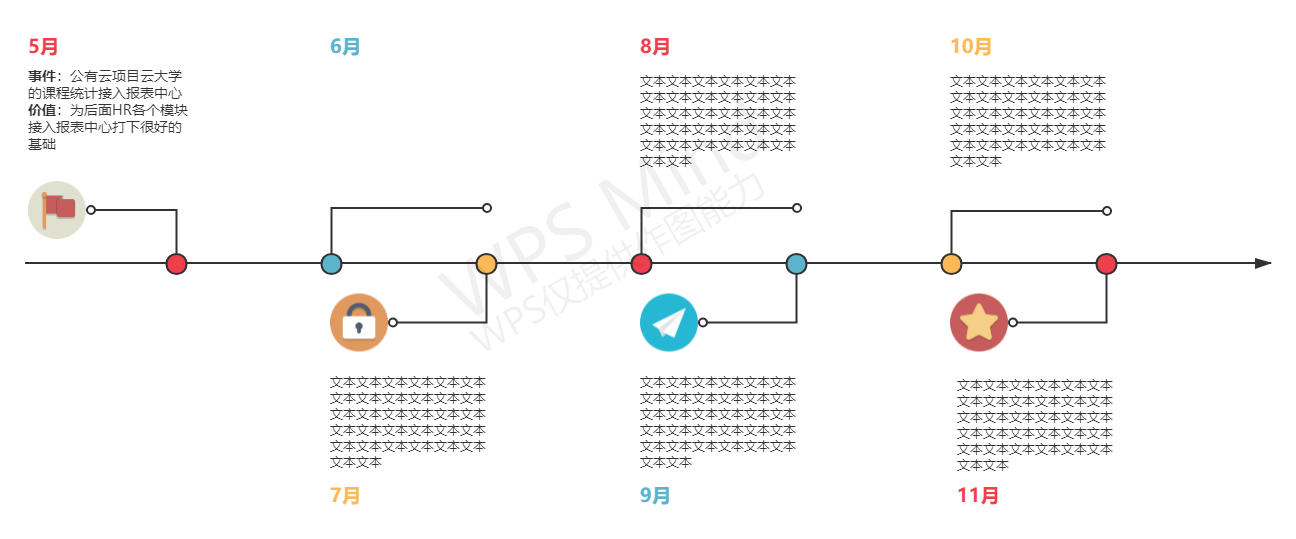 5月
事件：公有云项目云大学
的课程统计接入报表中心
价值：为后面HR各个模块
接入报表中心打下很好的
基础
6月
8月
文本文本文本文本文本文本
文本文本文本文本文本文本
文本文本文本文本文本文本
文本文本文本文本文本文本
文本文本文本文本文本文本
文本文本
10月
文本文本文本文本文本文本
文本文本文本文本文本文本
文本文本文本文本文本文本
文本文本文本文本文本文本
文本文本文本文本文本文本
文本文本
WPS Mind
WPS仅提供作图能力
文本文本文本文本文本文本
文本文本文本文本文本文本
文本文本文本文本文本文本
文本文本文本文本文本文本
文本文本文本文本文本文本
文本文本
7月
文本文本文本文本文本文本
文本文本文本文本文本文本
文本文本文本文本文本文本
文本文本文本文本文本文本
文本文本文本文本文本文本
文本文本
9月
文本文本文本文本文本文本
文本文本文本文本文本文本
文本文本文本文本文本文本
文本文本文本文本文本文本
文本文本文本文本文本文本
文本文本
11月